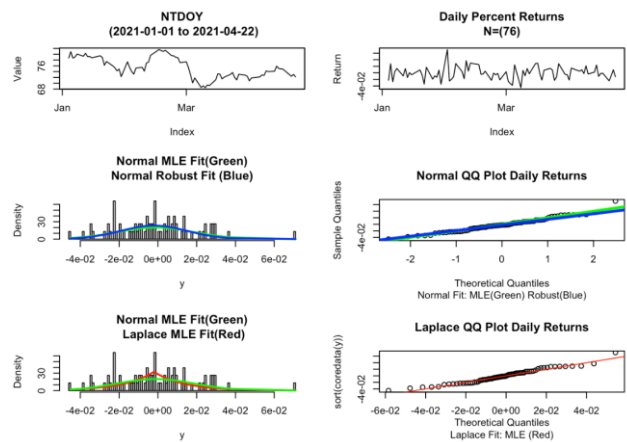 NTDOY
(2021-01-01 to 2021-04-22)
Value
68 76
Jan Mar
Index
Daily Percent Returns
N=(76)
Return
-4e-02
Jan Mar
Index
Normal MLE Fit(Green)
Normal Robust Fit (Blue)
Density
0 30
-4e-02 -2e-02 0e+00 2e-02 4e-02 6e-02
y
Normal QQ Plot Daily Returns
Sample Quantiles
-4e-02
-2 -1 0 1 2
Theoretical Quantiles
Normal Fit: MLE(Green) Robust(Blue)
Normal MLE Fit(Green)
Laplace MLE Fit(Red)
Density
0 30
-4e-02 -2e-02 0e+00 2e-02 4e-02 6e-02
y
Laplace QQ Plot Daily Returns
sort(coredata(y))
-4e-02
-6e-02 -4e-02 -2e-02 0e+00 2e-02 4e-02
Theoretical Quantiles
Laplace Fit: MLE (Red)